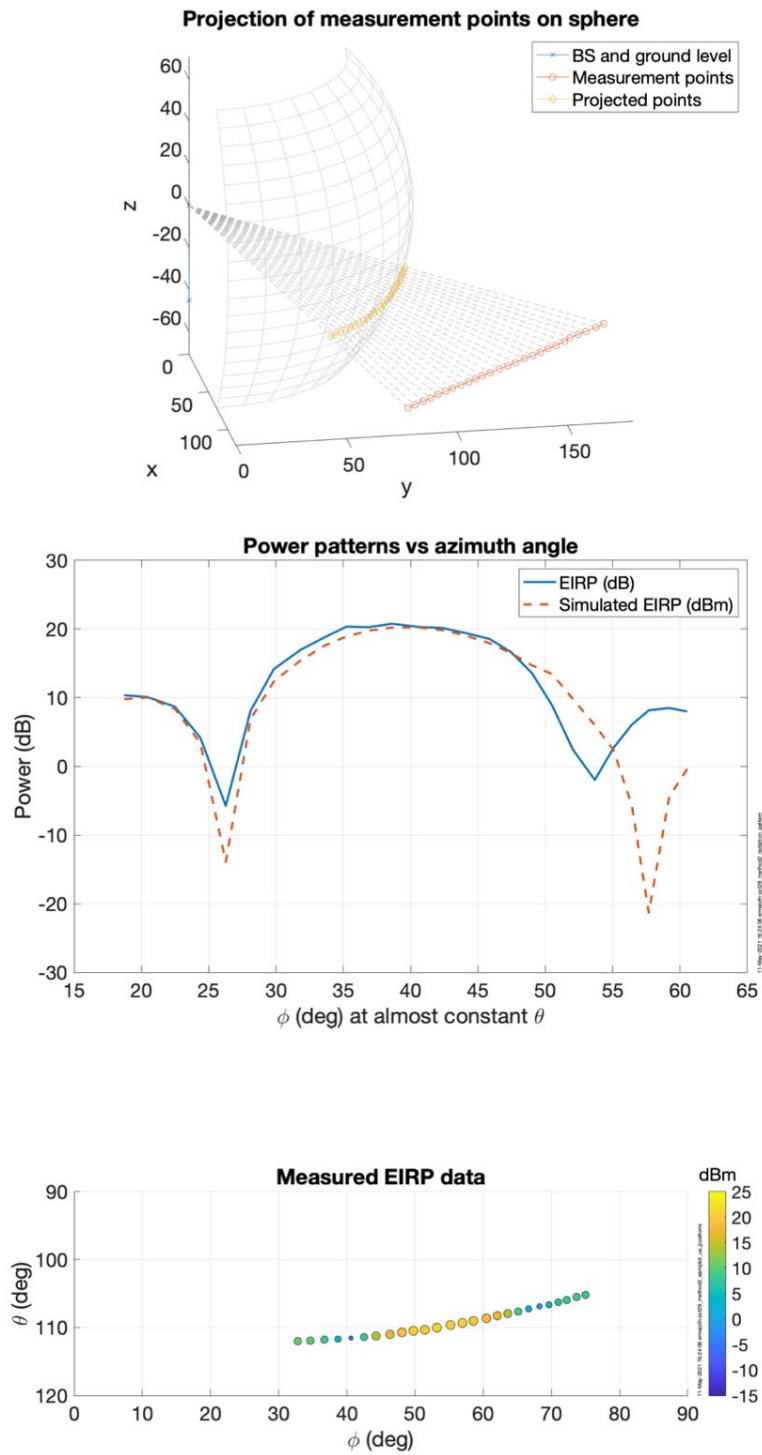 Projection of measurement points on sphere
BS and ground level
Measurement points
Projected points
60
40
20
0
-20
-40
-60
z
0
50
100
x
0
50
100
150
y
Power patterns vs azimuth angle
EIRP (dB)
Simulated EIRP (dBm)
30
20
10
0
-10
-20
-30
Power (dB)
15 20 25 30 35 40 45 50 55 60 65
ϕ (deg) at almost constant θ
Measured EIRP data
dBm
90
100
110
120
θ (deg)
0 10 20 30 40 50 60 70 80 90
ϕ (deg)
25
20
15
10
5
0
-5
-10
-15